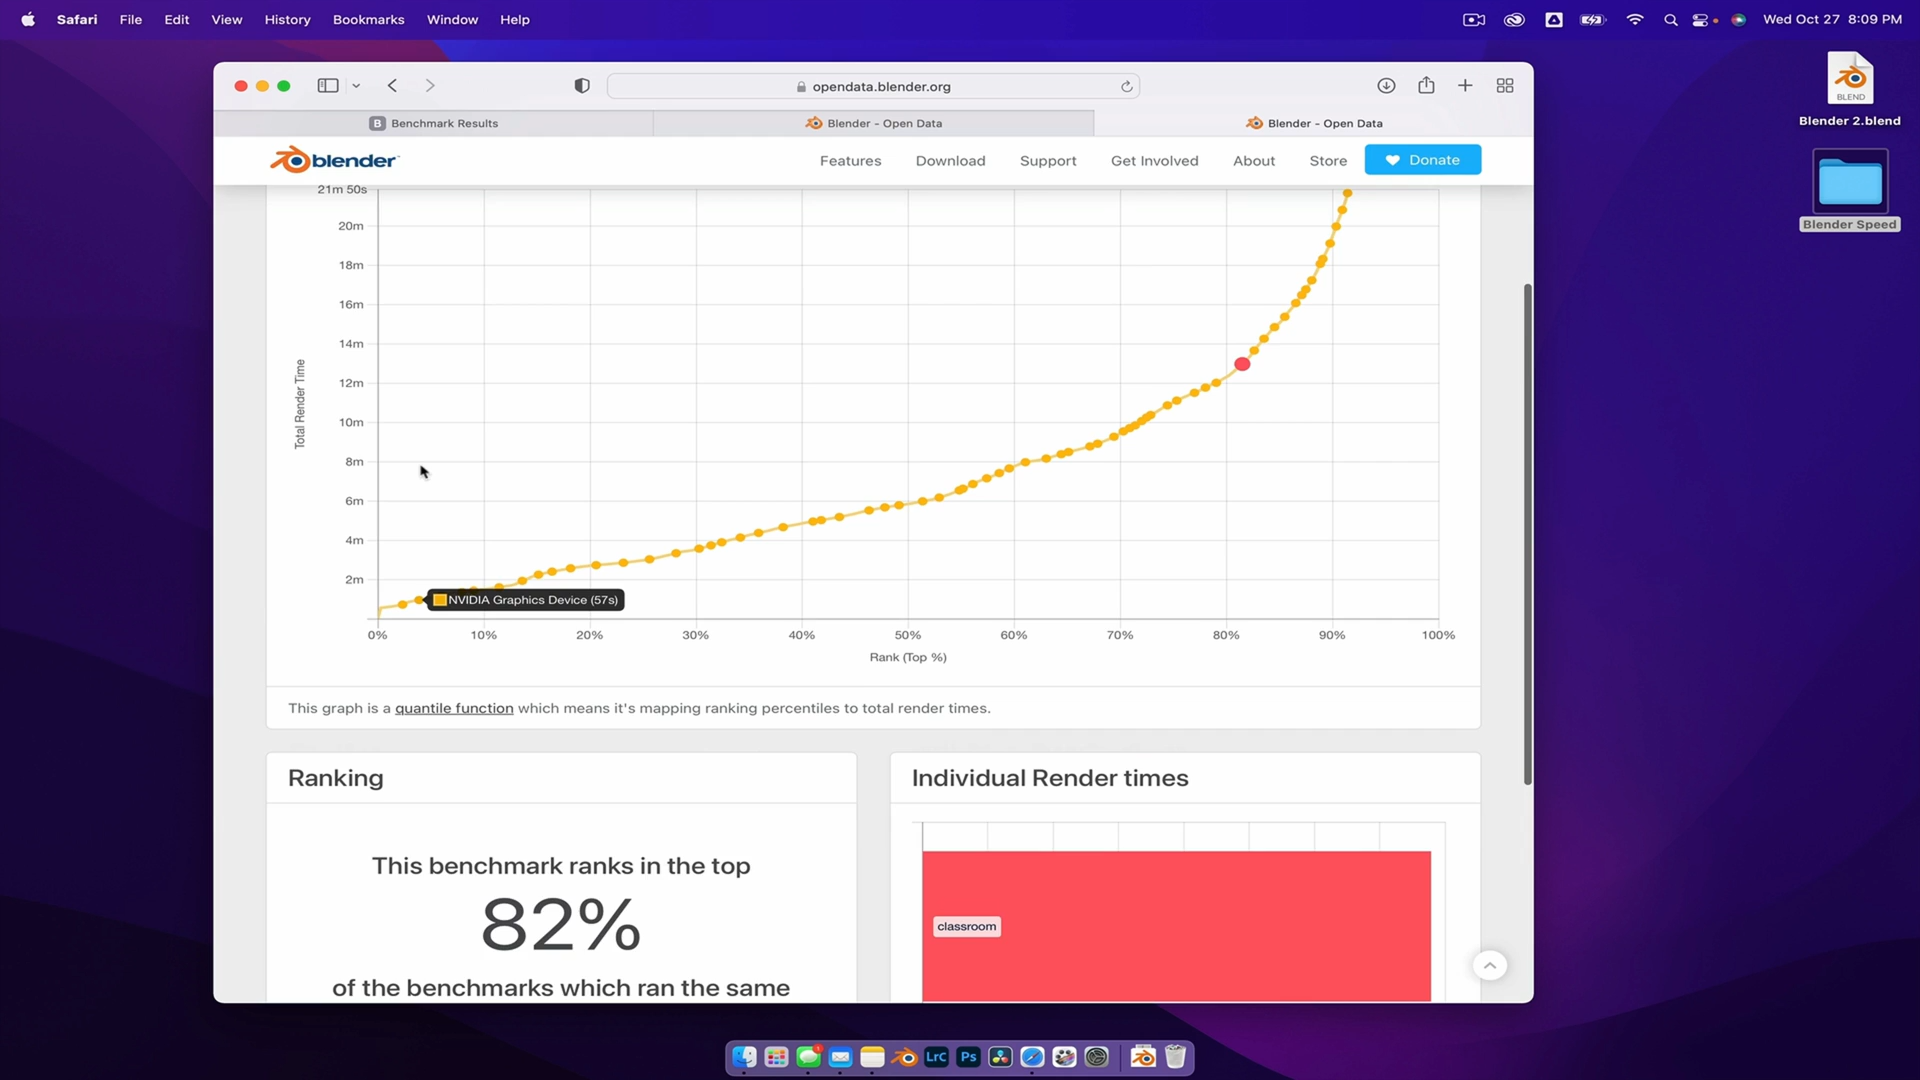 Safari File Edit View History Bookmarks Window Help Wed Oct 27 8:09 PM
opendata.blender.org
B Benchmark Results Blender - Open Data Blender - Open Data
blender Features Download Support Get Involved About Store Donate
BLEND
Blender 2.blend
Blender Speed
21m 50s
20m
18m
16m
14m
12m
10m
8m
6m
4m
2m
Total Render Time
NVIDIA Graphics Device (57s)
0% 10% 20% 30% 40% 50% 60% 70% 80% 90% 100%
Rank (Top %)
This graph is a quantile function which means it's mapping ranking percentiles to total render times.
Ranking
This benchmark ranks in the top
82%
of the benchmarks which ran the same
Individual Render times
classroom
LrC Ps